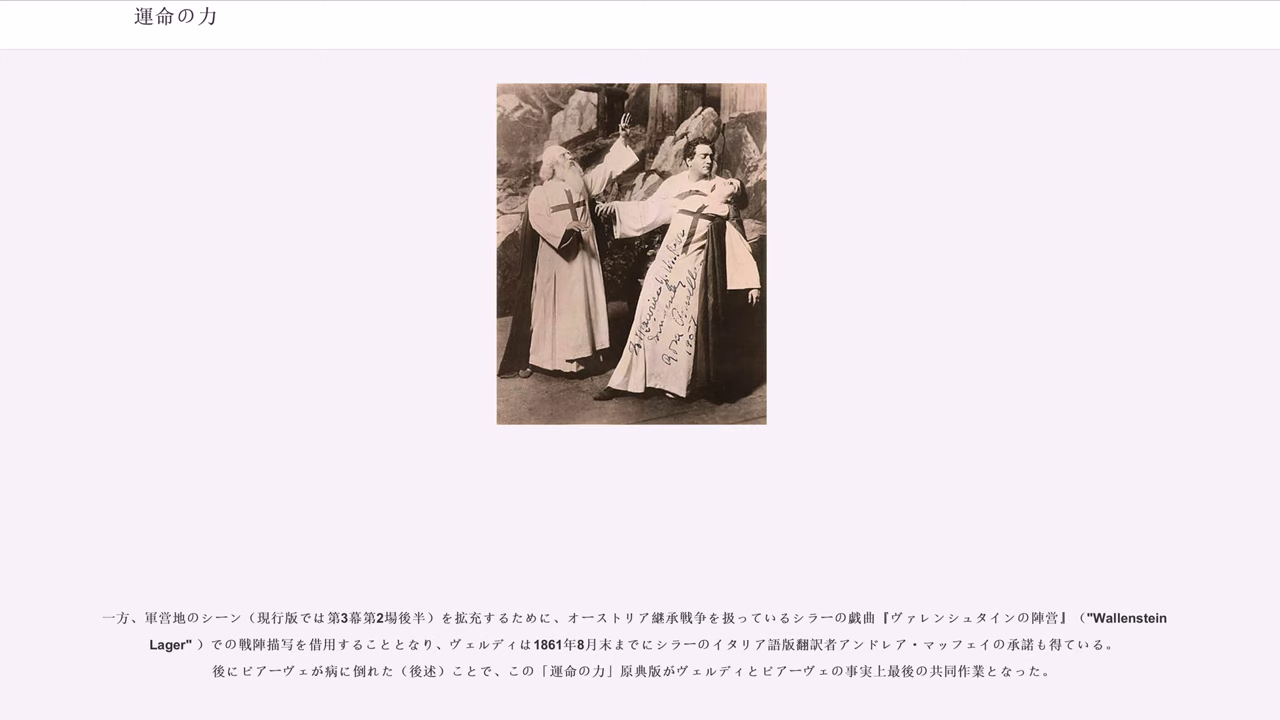 運命の力
Sincerely
1907
一方、軍営地のシーン（現行版では第3幕第2場後半）を拡充するために、オーストリア継承戦争を扱っているシラーの戯曲『ヴァレンシュタインの陣営』（"Wallenstein
Lager" ）での戦陣描写を借用することとなり、ヴェルディは1861年8月末までにシラーのイタリア語版翻訳者アンドレア・マッフェイの承諾も得ている。
後にピアーヴェが病に倒れた（後述）ことで、この「運命の力」原典版がヴェルディとピアーヴェの事実上最後の共同作業となった。